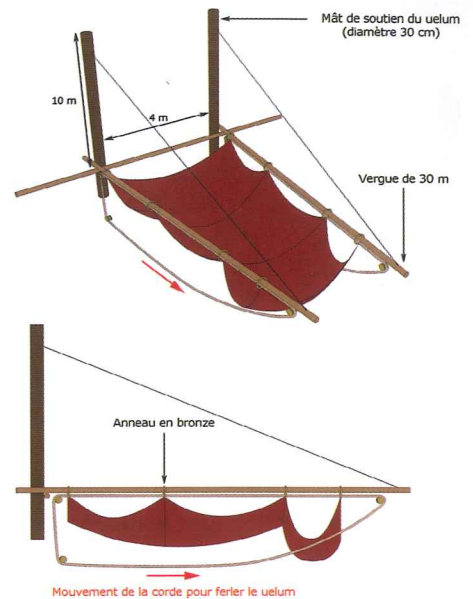 Mât de soutien du uelum
(diamètre 30 cm)
10 m
4 m
Vergue de 30 m
Anneau en bronze
Mouvement de la corde pour ferler le uelum